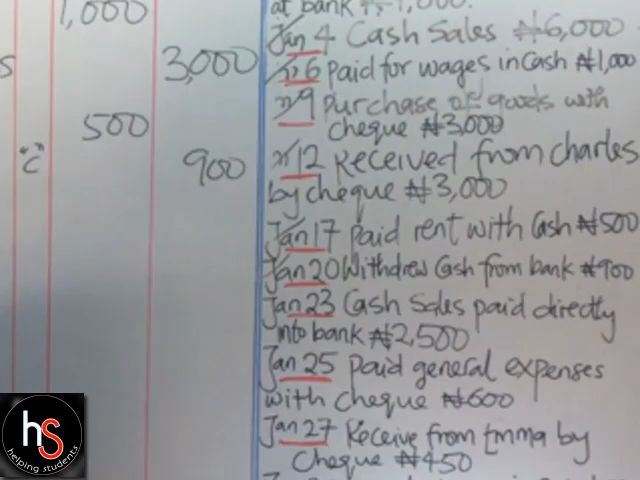 1,000
s
3,000
500
"C"
900
at bank
Jan 4 Cash Sales ₦6,000
"6 paid for wages in cash ₦1,000
"9 purchase of goods with
cheque ₦3,000
"12 Received from Charles
by cheque ₦3,000
Jan 17 paid rent with Cash ₦500
Jan 20 Withdrew Cash from bank ₦900
Jan 23 Cash Sales paid directly
into bank ₦2,500
Jan 25 paid general expenses
with cheque ₦600
Jan 27 Receive from Emma by
Cheque ₦450
hs
helping students